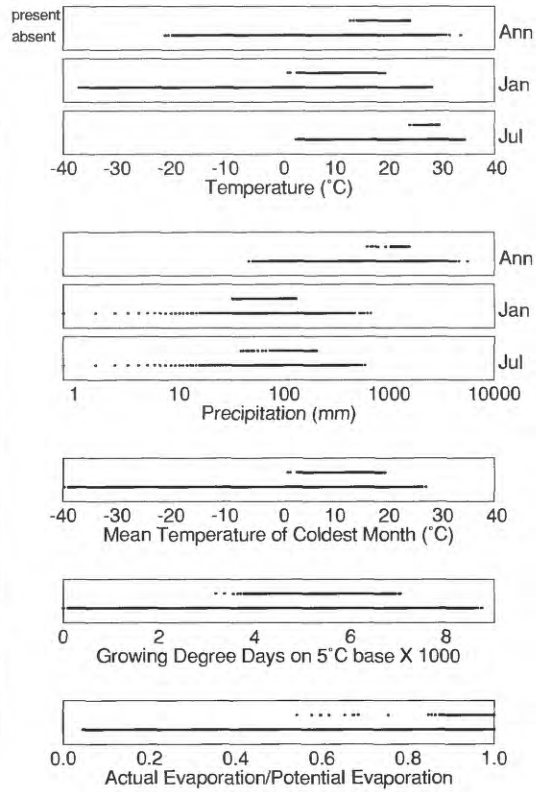 present
absent
Ann
Jan
Jul
-40 -30 -20 -10 0 10 20 30 40
Temperature (˚C)
Ann
Jan
Jul
1 10 100 1000 10000
Precipitation (mm)
-40 -30 -20 -10 0 10 20 30 40
Mean Temperature of Coldest Month (˚C)
0 2 4 6 8
Growing Degree Days on 5˚C base X 1000
0.0 0.2 0.4 0.6 0.8 1.0
Actual Evaporation/Potential Evaporation